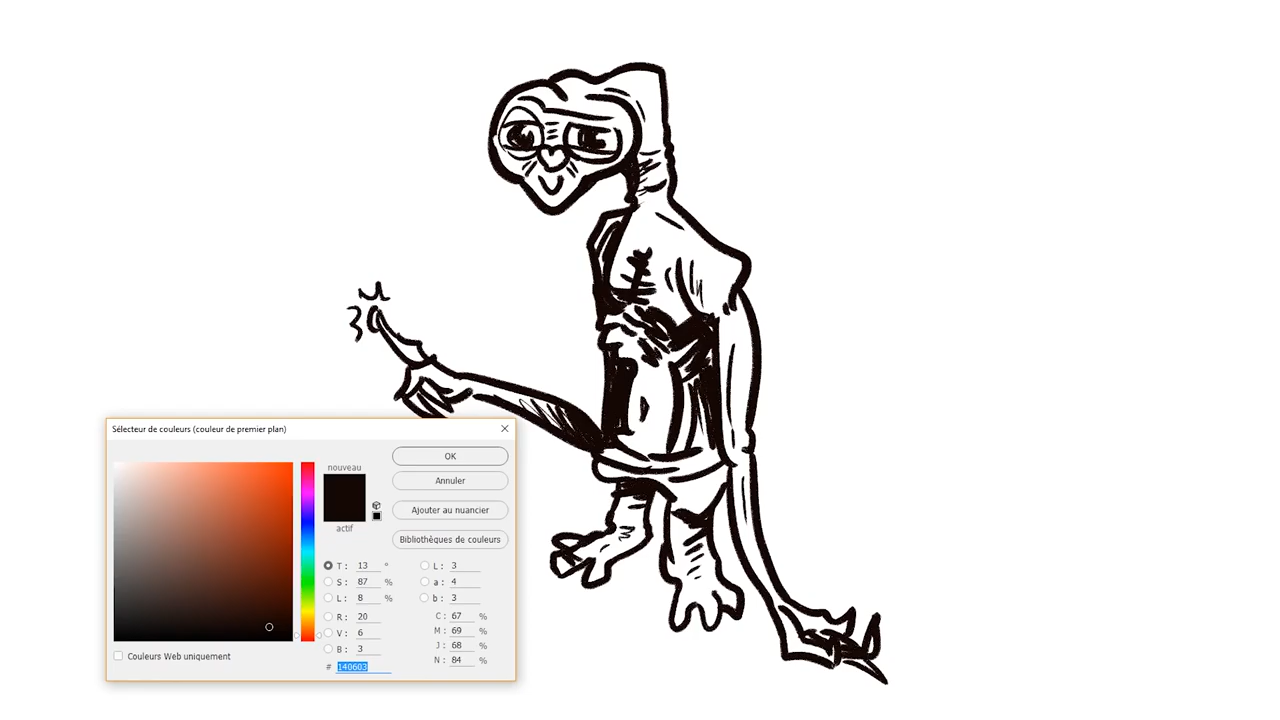 Sélecteur de couleurs (couleur de premier plan)
nouveau
actif
OK
Annuler
Ajouter au nuancier
Bibliothèques de couleurs
T: 13 ° L: 3
S: 87 % a: 4
L: 8 % b: 3
R: 20 C: 67 %
V: 6 M: 69 %
B: 3 J: 68 %
# 140603 N: 84 %
Couleurs Web uniquement